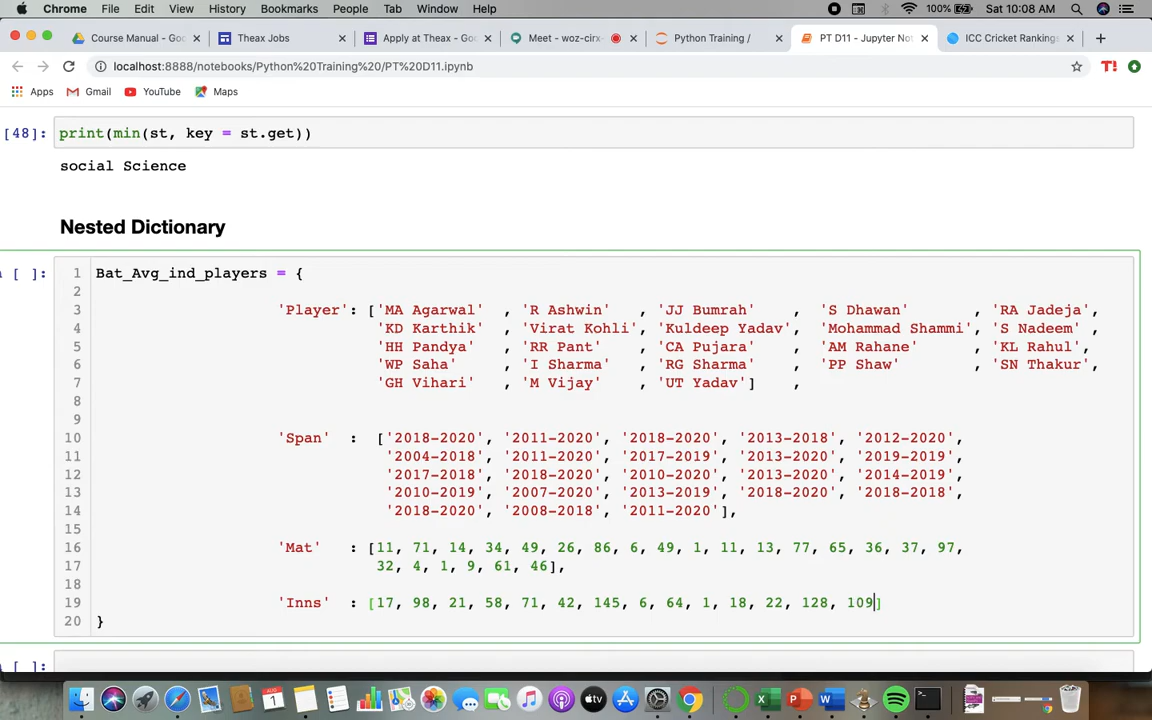 Chrome File Edit View History Bookmarks People Tab Window Help 100% Sat 10:08 AM
Course Manual - Goo Theax Jobs Apply at Theax - Go Meet - woz-cirx- Python Training / PT D11 - Jupyter No ICC Cricket Rankings
localhost:8888/notebooks/Python%20Training%20/PT%20D11.ipynb T!
Apps Gmail YouTube Maps
[48]: print(min(st, key = st.get))
social Science
Nested Dictionary
[ ]: 1 Bat_Avg_ind_players = {
2
3 'Player': ['MA Agarwal' , 'R Ashwin' , 'JJ Bumrah' , 'S Dhawan' , 'RA Jadeja',
4 'KD Karthik' , 'Virat Kohli', 'Kuldeep Yadav', 'Mohammad Shammi', 'S Nadeem' ,
5 'HH Pandya' , 'RR Pant' , 'CA Pujara' , 'AM Rahane' , 'KL Rahul',
6 'WP Saha' , 'I Sharma' , 'RG Sharma' , 'PP Shaw' , 'SN Thakur',
7 'GH Vihari' , 'M Vijay' , 'UT Yadav'] ,
8
9
10 'Span' : ['2018-2020', '2011-2020', '2018-2020', '2013-2018', '2012-2020',
11 '2004-2018', '2011-2020', '2017-2019', '2013-2020', '2019-2019',
12 '2017-2018', '2018-2020', '2010-2020', '2013-2020', '2014-2019',
13 '2010-2019', '2007-2020', '2013-2019', '2018-2020', '2018-2018',
14 '2018-2020', '2008-2018', '2011-2020'],
15
16 'Mat' : [11, 71, 14, 34, 49, 26, 86, 6, 49, 1, 11, 13, 77, 65, 36, 37, 97,
17 32, 4, 1, 9, 61, 46],
18
19 'Inns' : [17, 98, 21, 58, 71, 42, 145, 6, 64, 1, 18, 22, 128, 109]
20 }
[ ]: